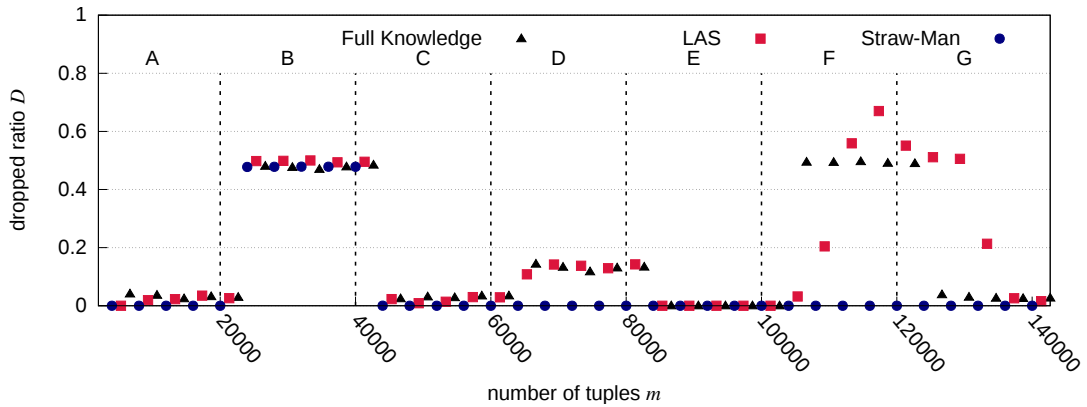 1
0.8
0.6
0.4
0.2
0
dropped ratio D
Full Knowledge LAS Straw-Man
A B C D E F G
20000 40000 60000 80000 100000 120000 140000
number of tuples m